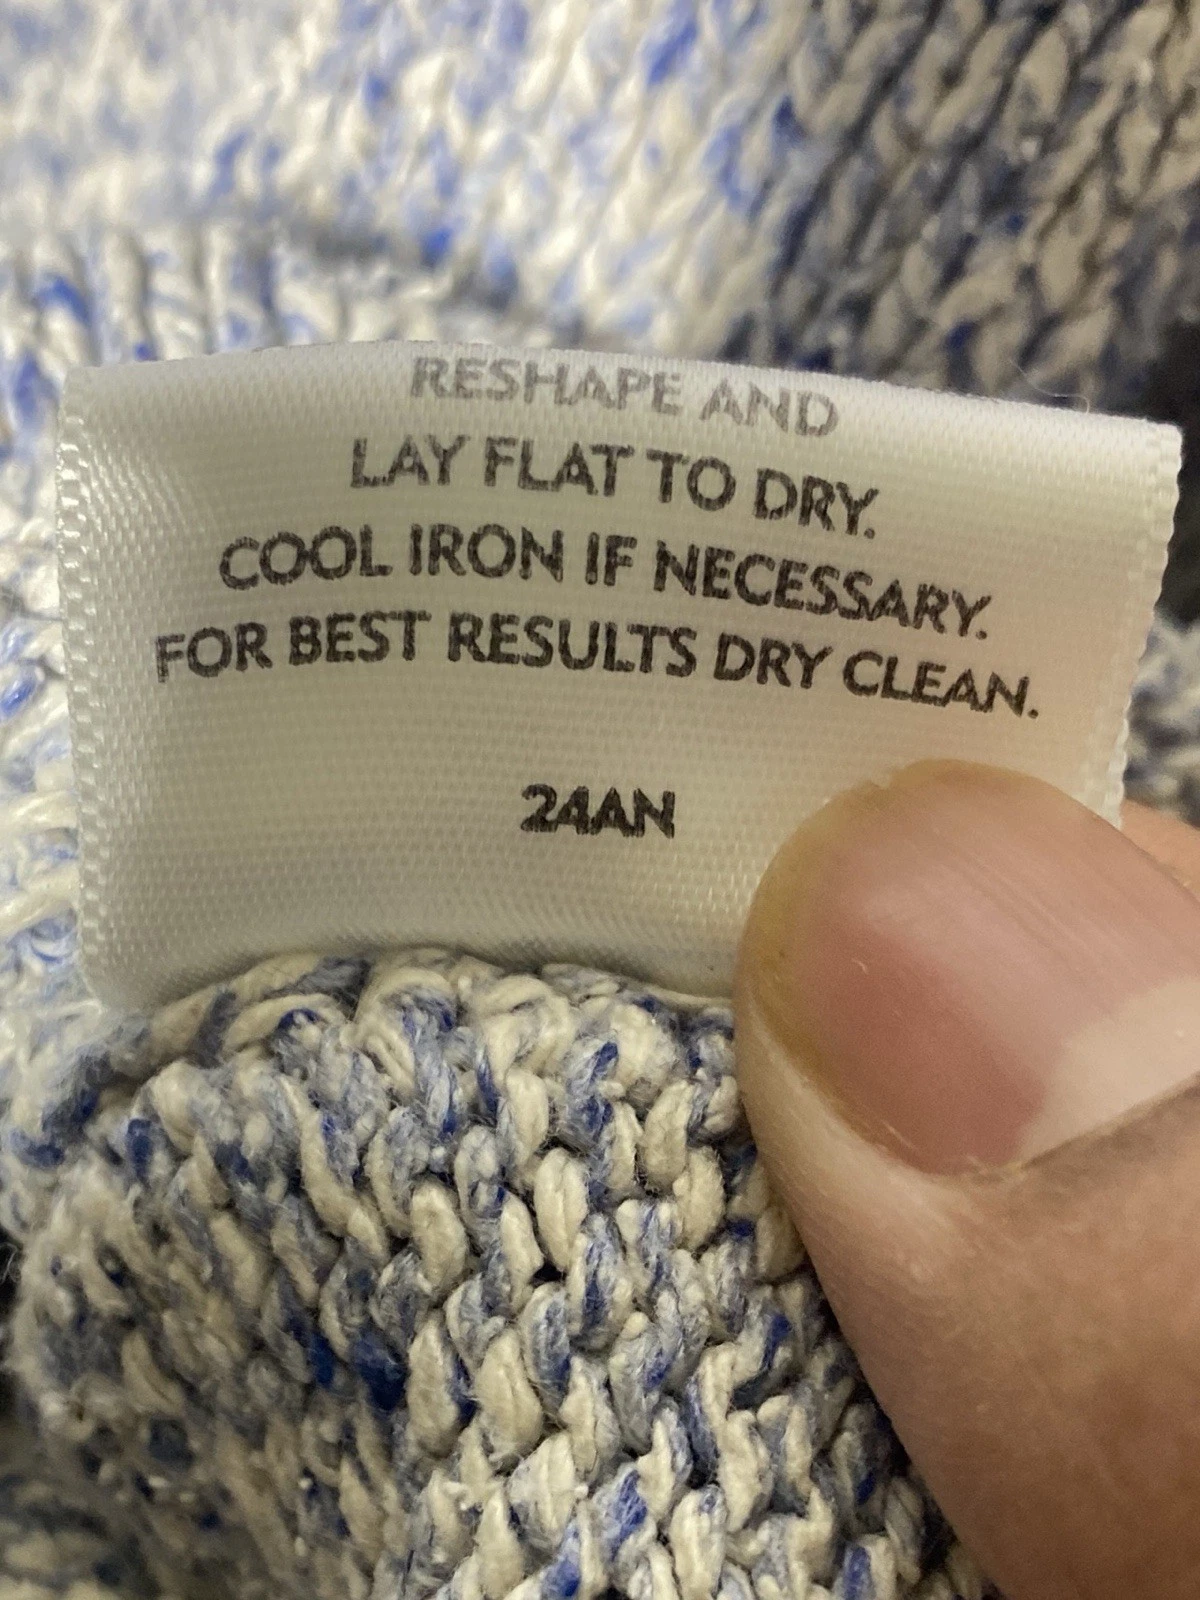 RESHAPE AND
LAY FLAT TO DRY.
COOL IRON IF NECESSARY.
FOR BEST RESULTS DRY CLEAN.
24AN